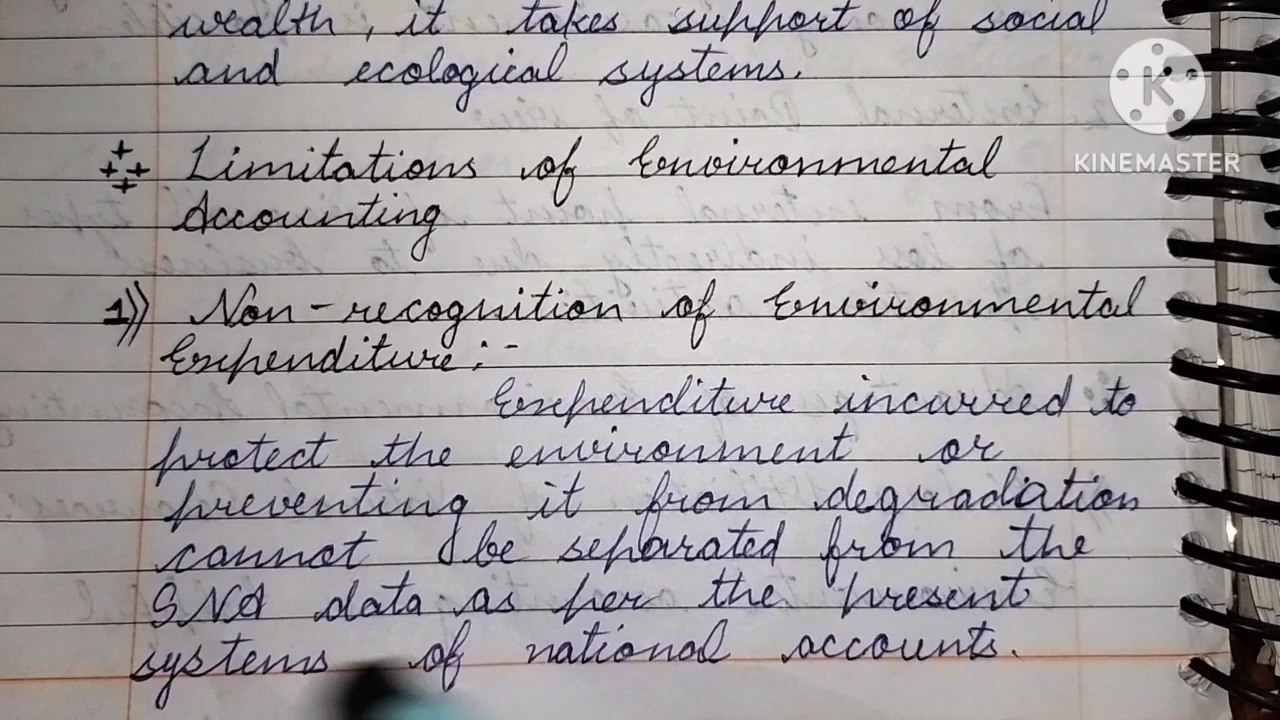 wealth, it takes support of social
and ecological systems.
KINEMASTER
Limitations of Environmental
Accounting
1)) Non-recognition of Environmental
Expenditure:-
Expenditure incurred to
protect the environment or
preventing it from degradation
cannot be separated from the
SNA data as per the present
systems of national accounts.